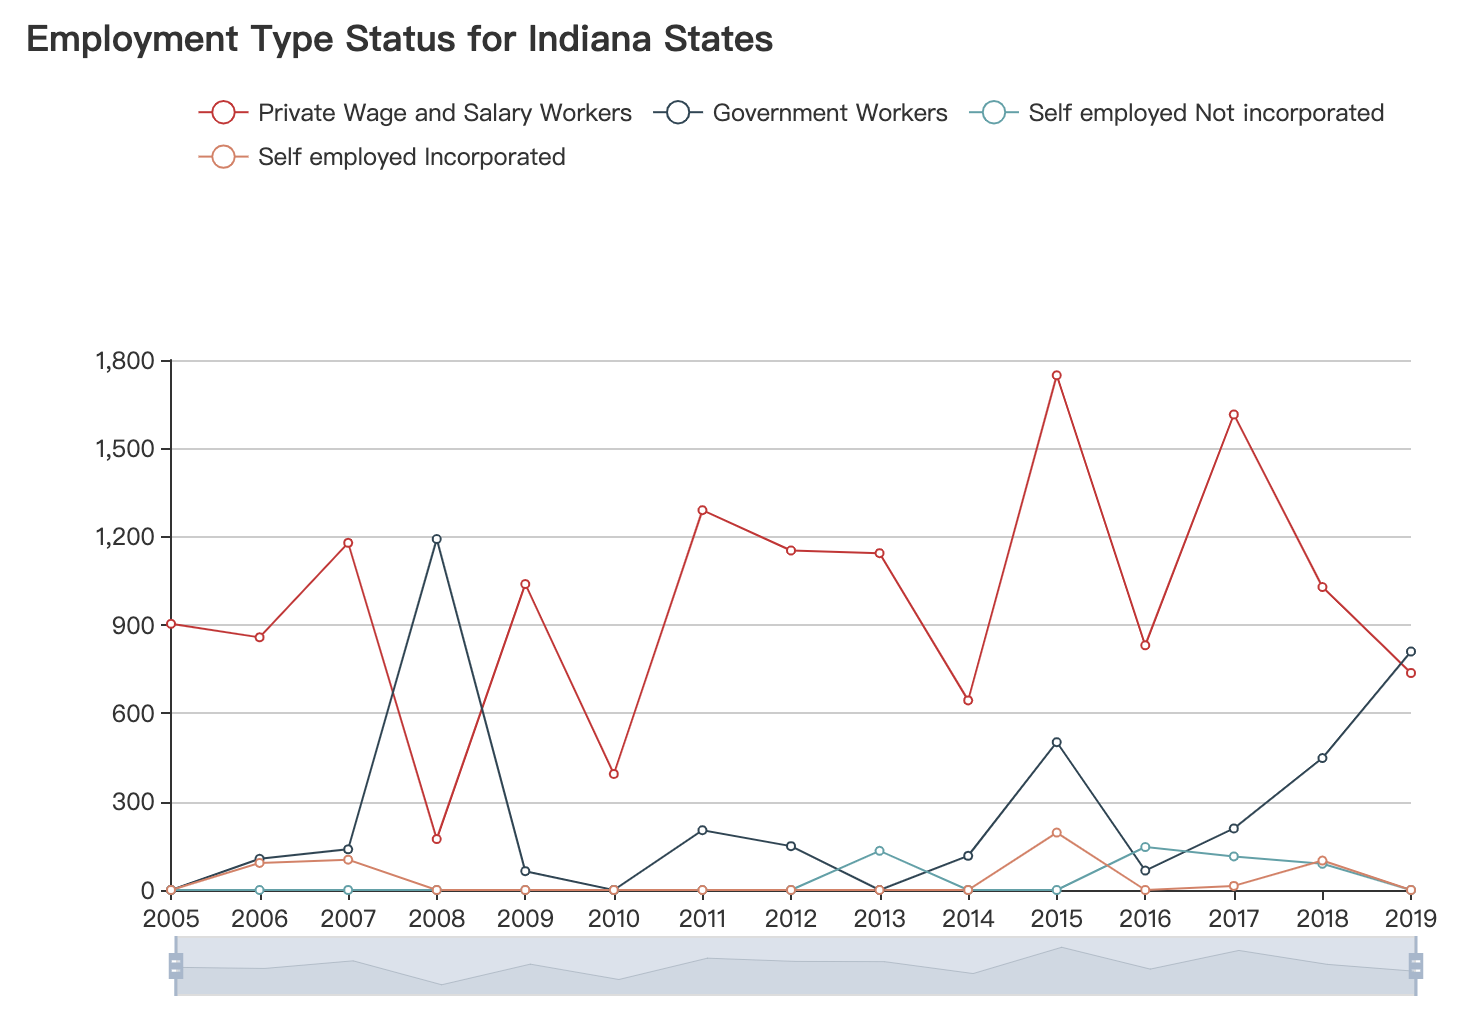 Employment Type Status for Indiana States
Private Wage and Salary Workers Government Workers Self employed Not incorporated
Self employed Incorporated
1,800
1,500
1,200
900
600
300
0
2005 2006 2007 2008 2009 2010 2011 2012 2013 2014 2015 2016 2017 2018 2019